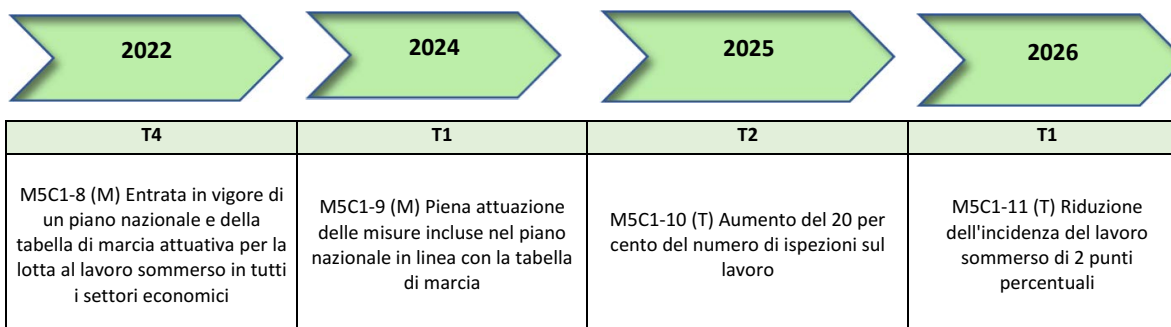 2022
2024
2025
2026
T4
T1
T2
T1
M5C1-8 (M) Entrata in vigore di
un piano nazionale e della
tabella di marcia attuativa per la
lotta al lavoro sommerso in tutti
i settori economici
M5C1-9 (M) Piena attuazione
delle misure incluse nel piano
nazionale in linea con la tabella
di marcia
M5C1-10 (T) Aumento del 20 per
cento del numero di ispezioni sul
lavoro
M5C1-11 (T) Riduzione
dell'incidenza del lavoro
sommerso di 2 punti
percentuali